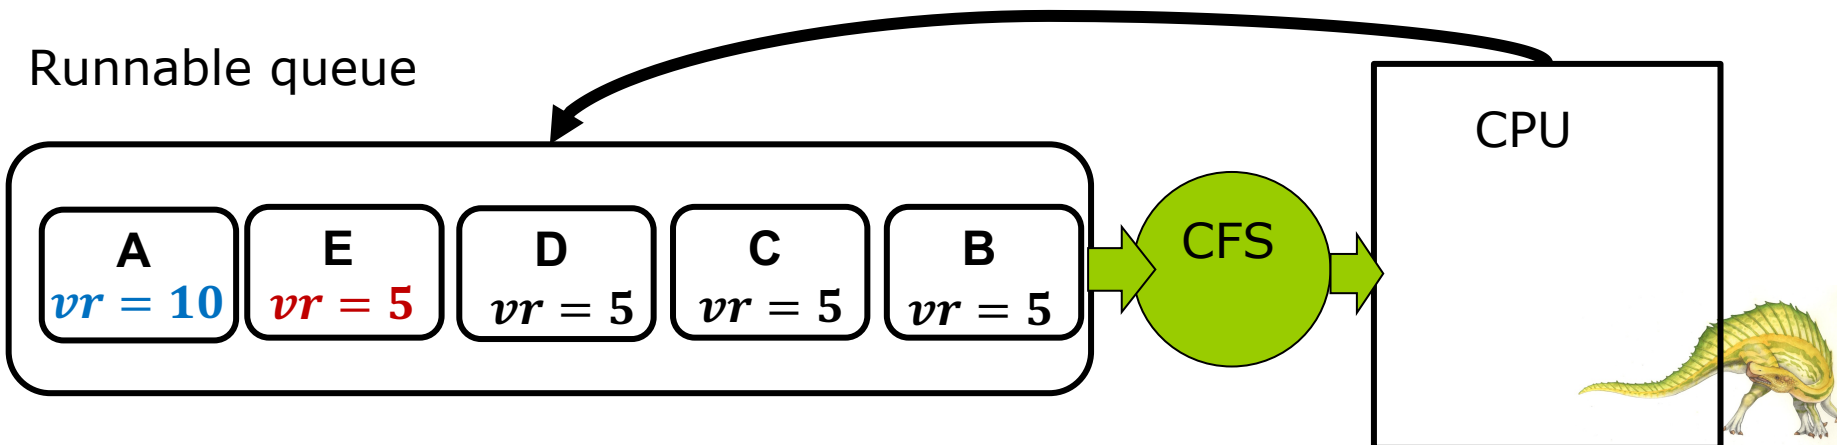 Runnable queue
CPU
A
vr = 10
E
vr = 5
D
vr = 5
C
vr = 5
B
vr = 5
CFS